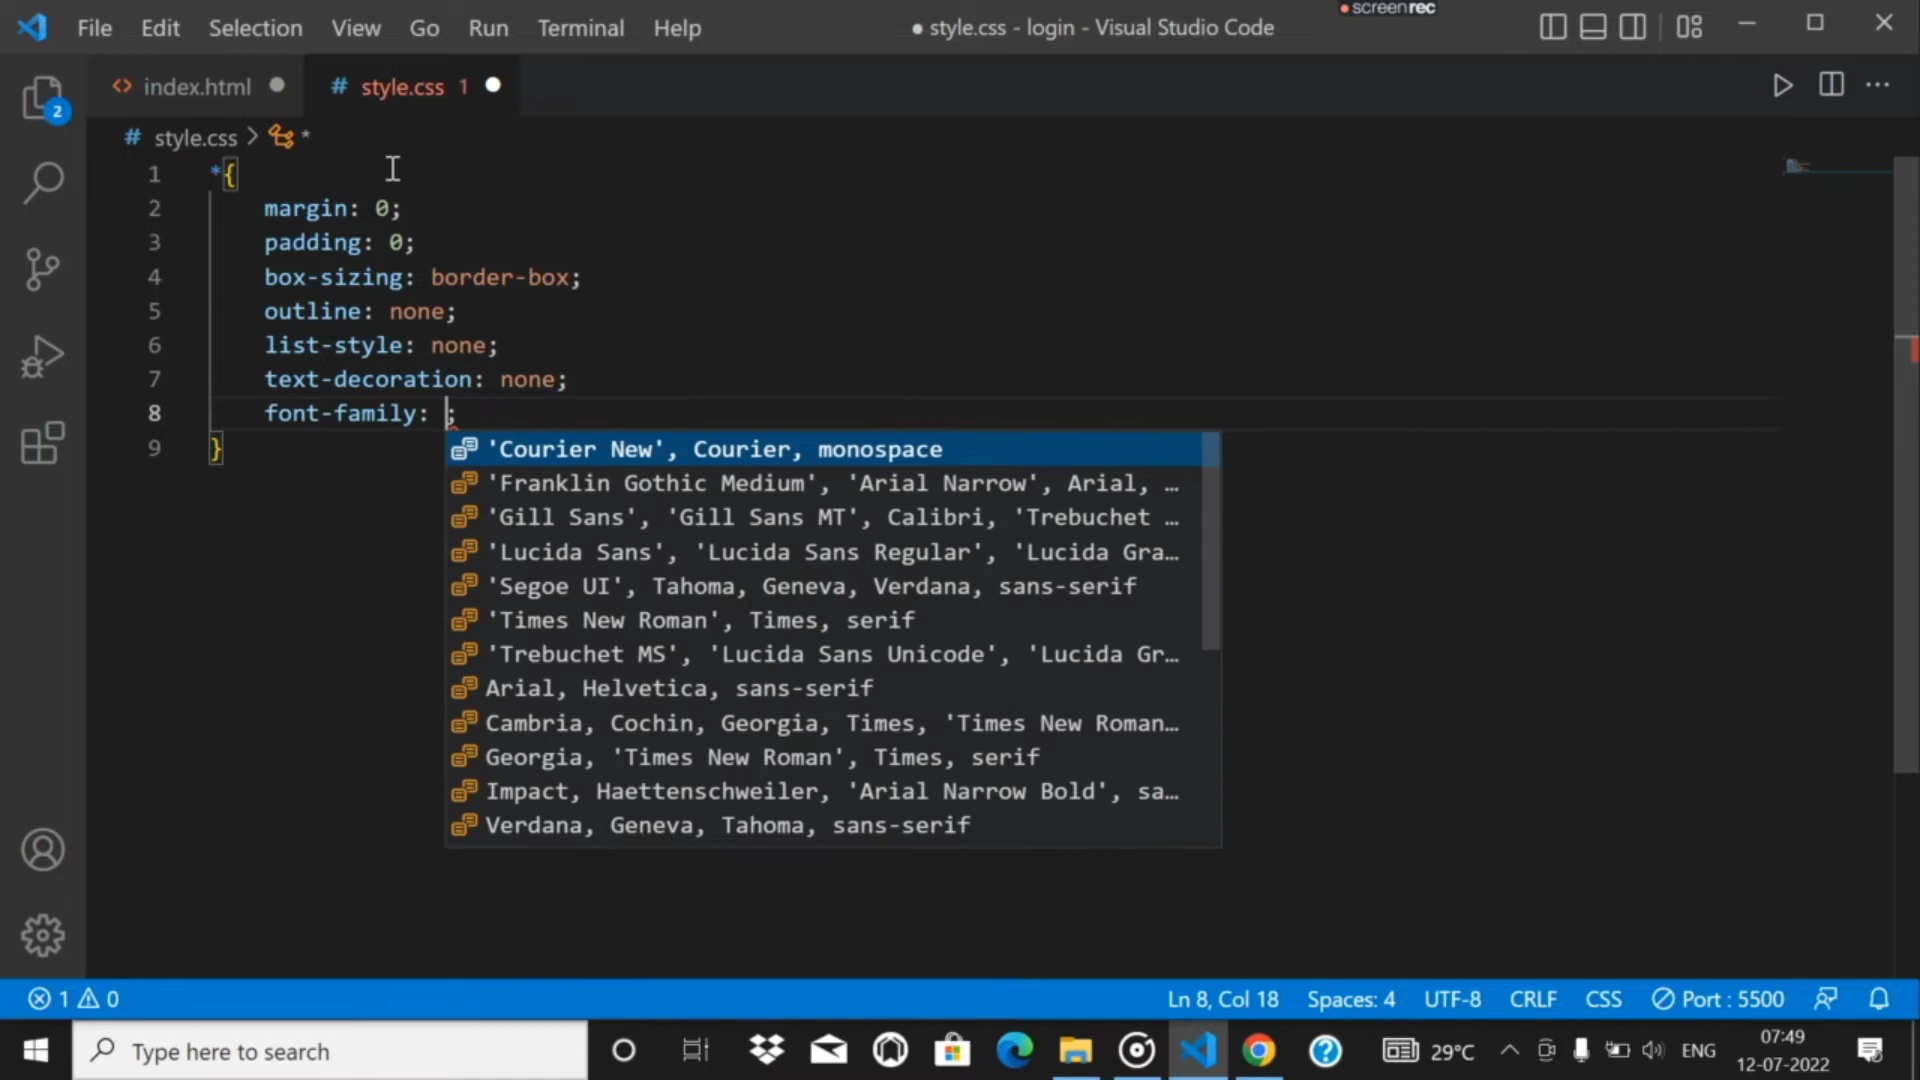 screenrec
File Edit Selection View Go Run Terminal Help ● style.css - login - Visual Studio Code
<> index.html ● # style.css 1 ●
2
# style.css > *
1 *{
2 margin: 0;
3 padding: 0;
4 box-sizing: border-box;
5 outline: none;
6 list-style: none;
7 text-decoration: none;
8 font-family: ;
9 }
'Courier New', Courier, monospace
'Franklin Gothic Medium', 'Arial Narrow', Arial, …
'Gill Sans', 'Gill Sans MT', Calibri, 'Trebuchet …
'Lucida Sans', 'Lucida Sans Regular', 'Lucida Gra…
'Segoe UI', Tahoma, Geneva, Verdana, sans-serif
'Times New Roman', Times, serif
'Trebuchet MS', 'Lucida Sans Unicode', 'Lucida Gr…
Arial, Helvetica, sans-serif
Cambria, Cochin, Georgia, Times, 'Times New Roman…
Georgia, 'Times New Roman', Times, serif
Impact, Haettenschweiler, 'Arial Narrow Bold', sa…
Verdana, Geneva, Tahoma, sans-serif
1 0 Ln 8, Col 18 Spaces: 4 UTF-8 CRLF CSS Port : 5500
Type here to search 29°C ENG 07:49
12-07-2022